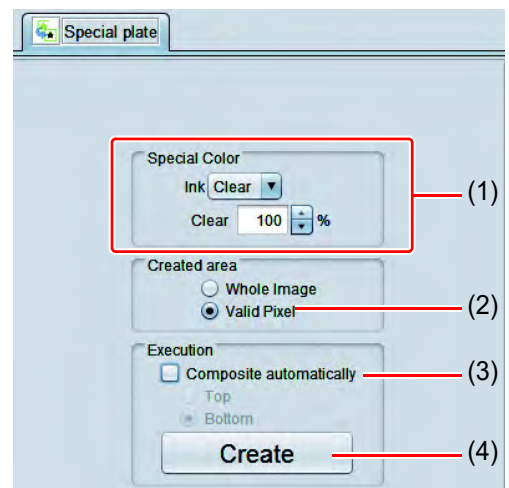 Special plate
Special Color
Ink Clear
(1)
Clear 100 %
Created area
Whole Image
Valid Pixel
(2)
Execution
Composite automatically
(3)
Top
Bottom
Create
(4)